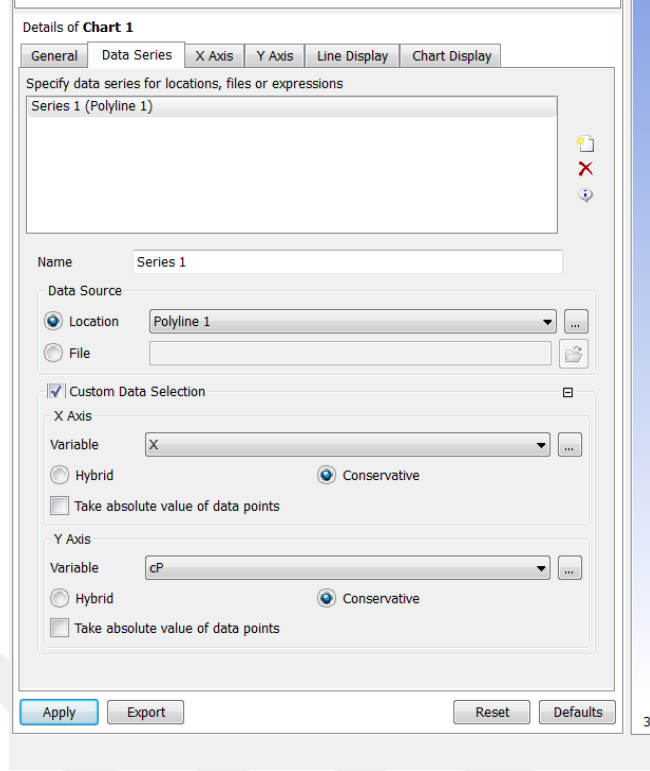 Details of Chart 1
General Data Series X Axis Y Axis Line Display Chart Display
Specify data series for locations, files or expressions
Series 1 (Polyline 1)
Name Series 1
Data Source
Location Polyline 1 ...
File
Custom Data Selection
X Axis
Variable X ...
Hybrid Conservative
Take absolute value of data points
Y Axis
Variable cP ...
Hybrid Conservative
Take absolute value of data points
Apply Export Reset Defaults
3